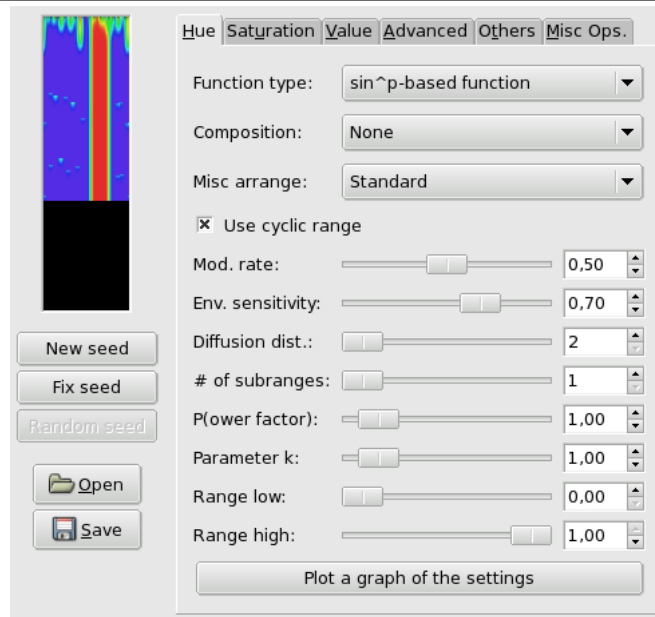 Hue Saturation Value Advanced Others Misc Ops.
Function type: sin^p-based function
Composition: None
Misc arrange: Standard
Use cyclic range
Mod. rate: 0,50
Env. sensitivity: 0,70
Diffusion dist.: 2
# of subranges: 1
P(ower factor): 1,00
Parameter k: 1,00
Range low: 0,00
Range high: 1,00
Plot a graph of the settings
New seed
Fix seed
Random seed
Open
Save